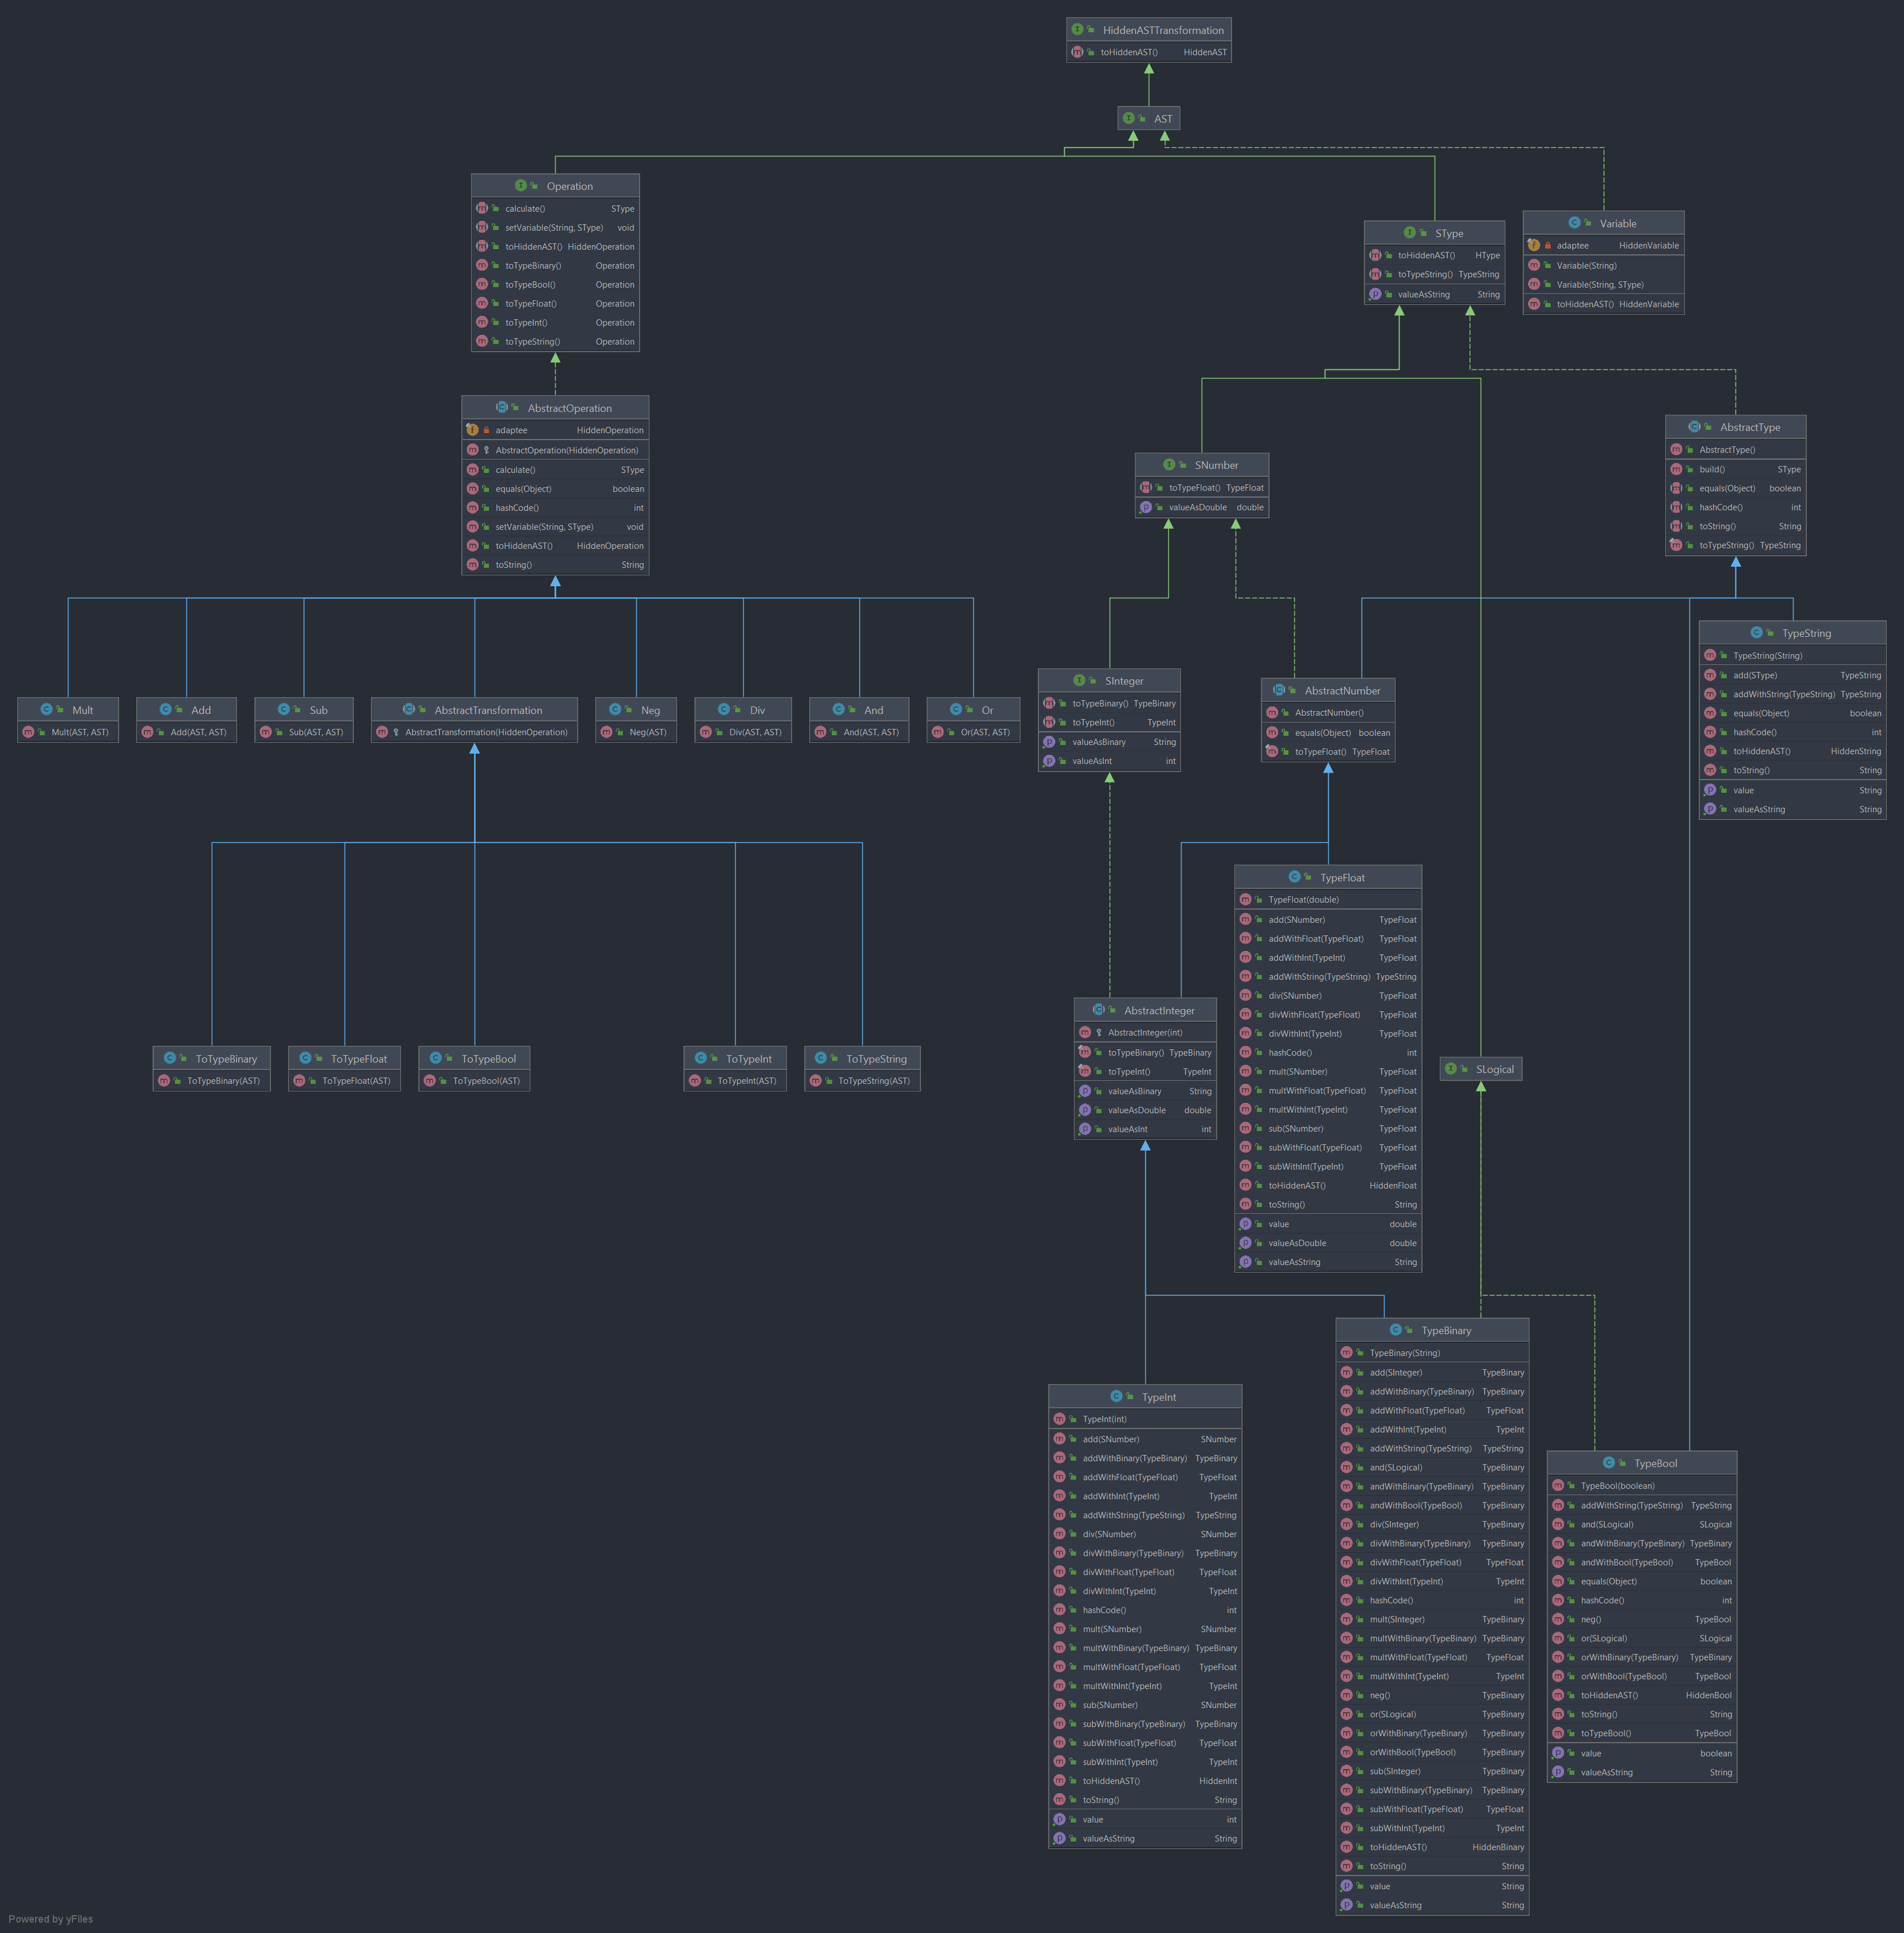 HiddenASTTransformation
toHiddenAST() HiddenAST
AST
Operation
calculate() SType
setVariable(String, SType) void
toHiddenAST() HiddenOperation
toTypeBinary() Operation
toTypeBool() Operation
toTypeFloat() Operation
toTypeInt() Operation
toTypeString() Operation
SType
toHiddenAST() HType
toTypeString() TypeString
valueAsString String
Variable
adaptee HiddenVariable
Variable(String)
Variable(String, SType)
toHiddenAST() HiddenVariable
AbstractOperation
adaptee HiddenOperation
AbstractOperation(HiddenOperation)
calculate() SType
equals(Object) boolean
hashCode() int
setVariable(String, SType) void
toHiddenAST() HiddenOperation
toString() String
SNumber
toTypeFloat() TypeFloat
valueAsDouble double
AbstractType
AbstractType()
build() SType
equals(Object) boolean
hashCode() int
toString() String
toTypeString() TypeString
Mult
Mult(AST, AST)
Add
Add(AST, AST)
Sub
Sub(AST, AST)
AbstractTransformation
AbstractTransformation(HiddenOperation)
Neg
Neg(AST)
Div
Div(AST, AST)
And
And(AST, AST)
Or
Or(AST, AST)
SInteger
toTypeBinary() TypeBinary
toTypeInt() TypeInt
valueAsBinary String
valueAsInt int
AbstractNumber
AbstractNumber()
equals(Object) boolean
toTypeFloat() TypeFloat
TypeString
TypeString(String)
add(SType) TypeString
addWithString(TypeString) TypeString
equals(Object) boolean
hashCode() int
toHiddenAST() HiddenString
toString() String
value String
valueAsString String
ToTypeBinary
ToTypeBinary(AST)
ToTypeFloat
ToTypeFloat(AST)
ToTypeBool
ToTypeBool(AST)
ToTypeInt
ToTypeInt(AST)
ToTypeString
ToTypeString(AST)
AbstractInteger
AbstractInteger(int)
toTypeBinary() TypeBinary
toTypeInt() TypeInt
valueAsBinary String
valueAsDouble double
valueAsInt int
TypeFloat
TypeFloat(double)
add(SNumber) TypeFloat
addWithFloat(TypeFloat) TypeFloat
addWithInt(TypeInt) TypeFloat
addWithString(TypeString) TypeString
div(SNumber) TypeFloat
divWithFloat(TypeFloat) TypeFloat
divWithInt(TypeInt) TypeFloat
hashCode() int
mult(SNumber) TypeFloat
multWithFloat(TypeFloat) TypeFloat
multWithInt(TypeInt) TypeFloat
sub(SNumber) TypeFloat
subWithFloat(TypeFloat) TypeFloat
subWithInt(TypeInt) TypeFloat
toHiddenAST() HiddenFloat
toString() String
value double
valueAsDouble double
valueAsString String
SLogical
TypeInt
TypeInt(int)
add(SNumber) SNumber
addWithBinary(TypeBinary) TypeBinary
addWithFloat(TypeFloat) TypeFloat
addWithInt(TypeInt) TypeInt
addWithString(TypeString) TypeString
div(SNumber) SNumber
divWithBinary(TypeBinary) TypeBinary
divWithFloat(TypeFloat) TypeFloat
divWithInt(TypeInt) TypeInt
hashCode() int
mult(SNumber) SNumber
multWithBinary(TypeBinary) TypeBinary
multWithFloat(TypeFloat) TypeFloat
multWithInt(TypeInt) TypeInt
sub(SNumber) SNumber
subWithBinary(TypeBinary) TypeBinary
subWithFloat(TypeFloat) TypeFloat
subWithInt(TypeInt) TypeInt
toHiddenAST() HiddenInt
toString() String
value int
valueAsString String
TypeBinary
TypeBinary(String)
add(SInteger) TypeBinary
addWithBinary(TypeBinary) TypeBinary
addWithFloat(TypeFloat) TypeFloat
addWithInt(TypeInt) TypeInt
addWithString(TypeString) TypeString
and(SLogical) TypeBinary
andWithBinary(TypeBinary) TypeBinary
andWithBool(TypeBool) TypeBinary
div(SInteger) TypeBinary
divWithBinary(TypeBinary) TypeBinary
divWithFloat(TypeFloat) TypeFloat
divWithInt(TypeInt) TypeInt
hashCode() int
mult(SInteger) TypeBinary
multWithBinary(TypeBinary) TypeBinary
multWithFloat(TypeFloat) TypeFloat
multWithInt(TypeInt) TypeInt
neg() TypeBinary
or(SLogical) TypeBinary
orWithBinary(TypeBinary) TypeBinary
orWithBool(TypeBool) TypeBinary
sub(SInteger) TypeBinary
subWithBinary(TypeBinary) TypeBinary
subWithFloat(TypeFloat) TypeFloat
subWithInt(TypeInt) TypeInt
toHiddenAST() HiddenBinary
toString() String
value String
valueAsString String
TypeBool
TypeBool(boolean)
addWithString(TypeString) TypeString
and(SLogical) SLogical
andWithBinary(TypeBinary) TypeBinary
andWithBool(TypeBool) TypeBool
equals(Object) boolean
hashCode() int
neg() TypeBool
or(SLogical) SLogical
orWithBinary(TypeBinary) TypeBinary
orWithBool(TypeBool) TypeBool
toHiddenAST() HiddenBool
toString() String
toTypeBool() TypeBool
value boolean
valueAsString String
Powered by yFiles